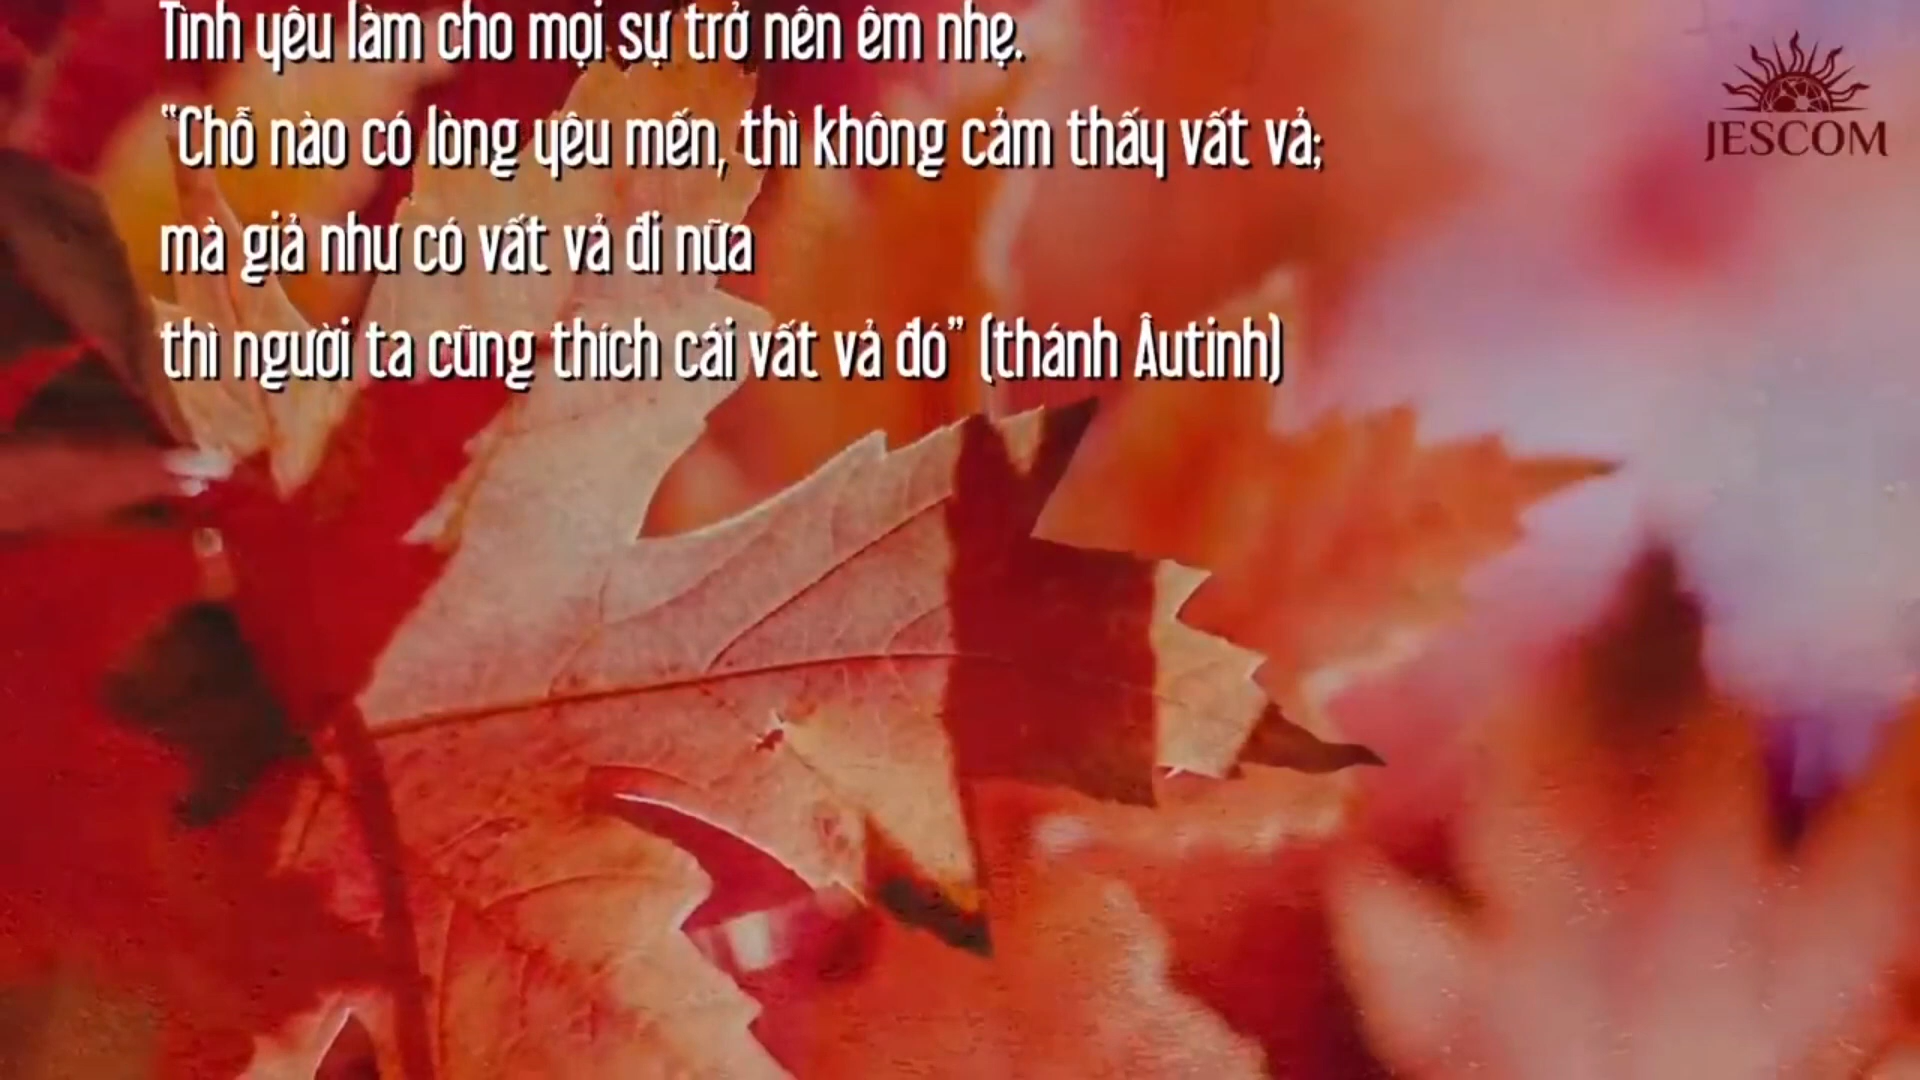 Tình yêu làm cho mọi sự trở nên êm nhẹ.
“Chỗ nào có lòng yêu mến, thì không cảm thấy vất vả;
mà giả như có vất vả đi nữa
thì người ta cũng thích cái vất vả đó” (thánh Âutinh)
JESCOM